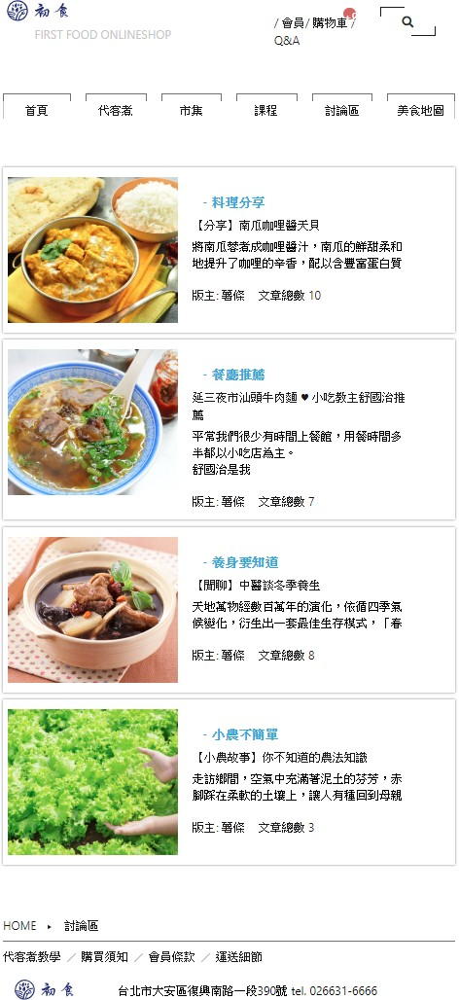 初食
FIRST FOOD ONLINESHOP
/ 會員/ 購物車 /
Q&A
首頁 代客煮 市集 課程 討論區 美食地圖
- 料理分享
【分享】南瓜咖哩醬天貝
將南瓜蔘煮成咖哩醬汁，南瓜的鮮甜柔和
地提升了咖哩的辛香，配以含豐富蛋白質
版主: 薯條 文章總數 10
- 餐廳推薦
延三夜市汕頭牛肉麵 ♥ 小吃教主舒國治推
薦
平常我們很少有時間上餐館，用餐時間多
半都以小吃店為主。
舒國治是我
版主: 薯條 文章總數 7
- 養身要知道
【閒聊】中醫談冬季養生
天地萬物經數百萬年的演化，依循四季氣
候變化，衍生出一套最佳生存模式，「春
版主: 薯條 文章總數 8
- 小農不簡單
【小農故事】你不知道的農法知識
走訪鄉間，空氣中充滿著泥土的芬芳，赤
腳踩在柔軟的土壤上，讓人有種回到母親
版主: 薯條 文章總數 3
HOME ▸ 討論區
代客煮教學 ／ 購買須知 ／ 會員條款 ／ 運送細節
初食 台北市大安區復興南路一段390號 tel. 026631-6666